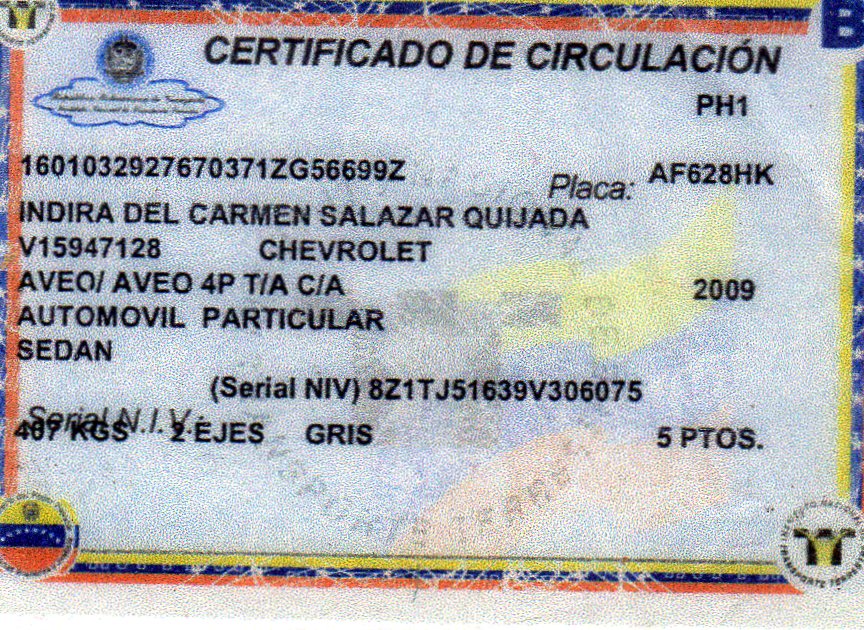 CERTIFICADO DE CIRCULACIÓN
PH1
1601032927670371ZG56699Z Placa: AF628HK
INDIRA DEL CARMEN SALAZAR QUIJADA
V15947128 CHEVROLET
AVEO/ AVEO 4P T/A C/A 2009
AUTOMOVIL PARTICULAR
SEDAN
(Serial NIV) 8Z1TJ51639V306075
Serial N.I.V.:
407 KGS 2 EJES GRIS 5 PTOS.